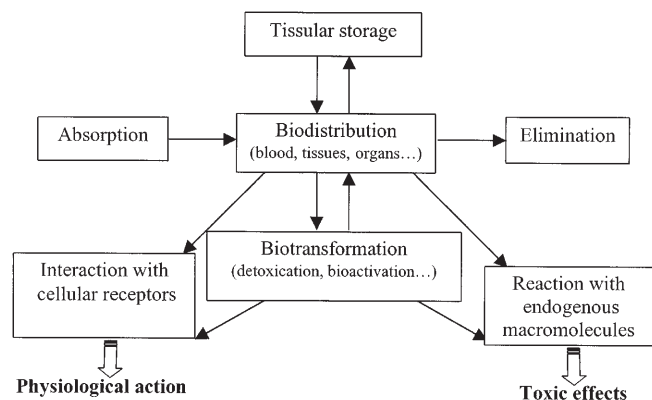 Tissular storage
Absorption
Biodistribution
(blood, tissues, organs…)
Elimination
Biotransformation
(detoxication, bioactivation…)
Interaction with
cellular receptors
Reaction with
endogenous
macromolecules
Physiological action
Toxic effects